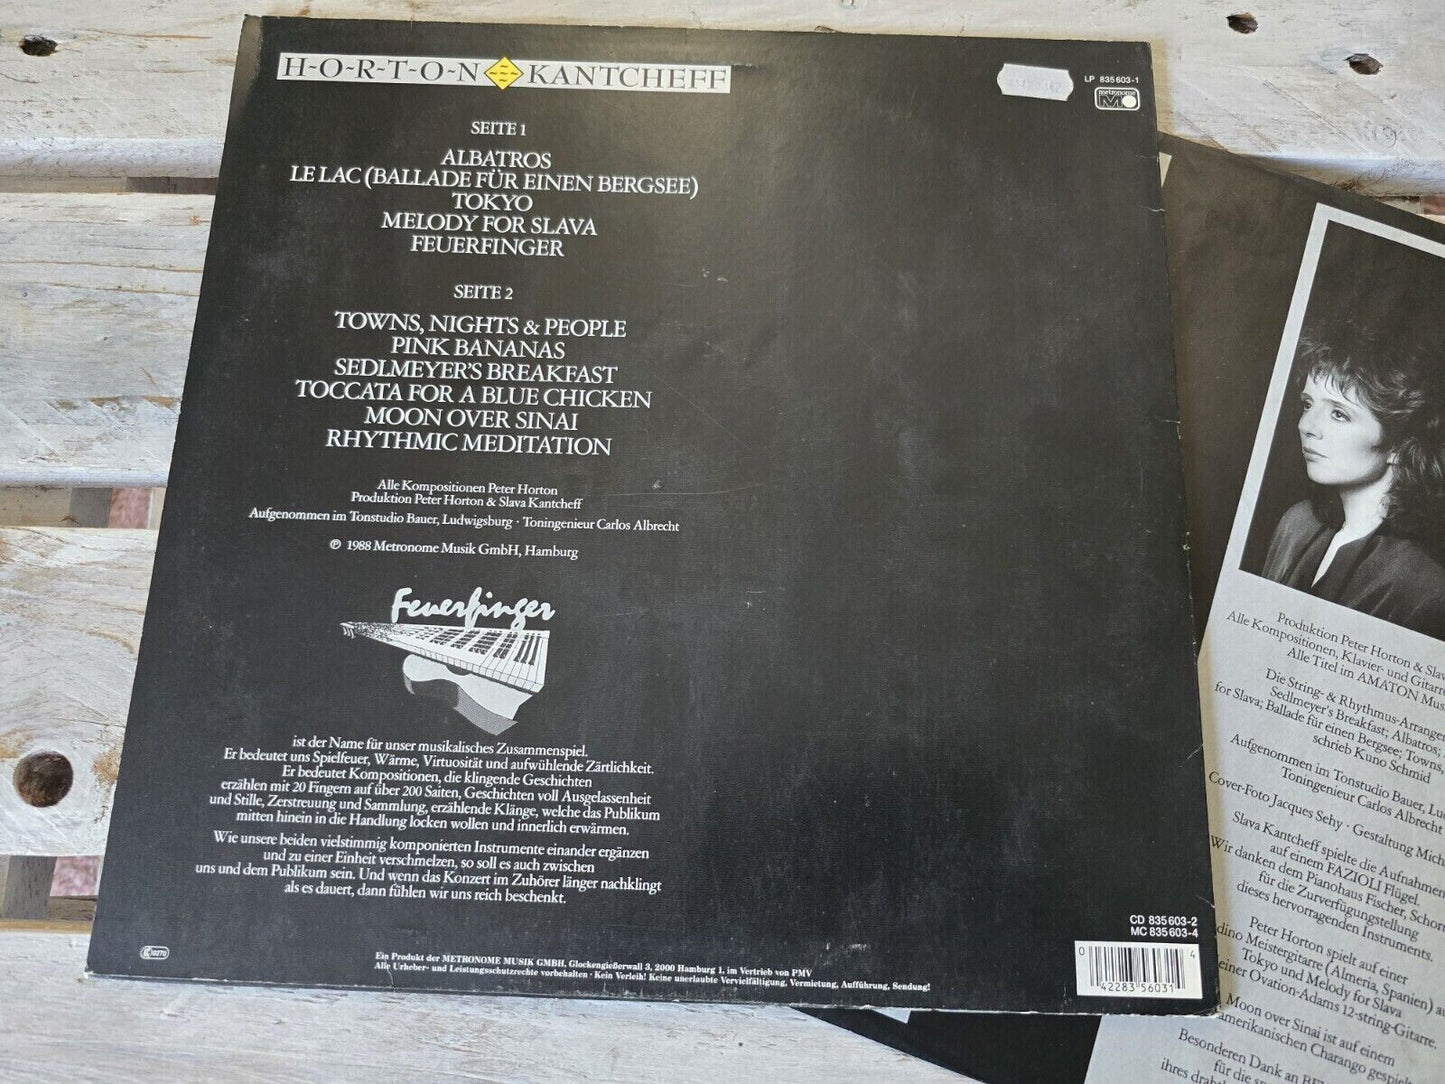 H-O-R-T-O-N KANTCHEFF
LP 835 603-1
metronome
SEITE 1
ALBATROS
LE LAC (BALLADE FÜR EINEN BERGSEE)
TOKYO
MELODY FOR SLAVA
FEUERFINGER
SEITE 2
TOWNS, NIGHTS & PEOPLE
PINK BANANAS
SEDLMEYER'S BREAKFAST
TOCCATA FOR A BLUE CHICKEN
MOON OVER SINAI
RHYTHMIC MEDITATION
Alle Kompositionen Peter Horton
Produktion Peter Horton & Slava Kantcheff
Aufgenommen im Tonstudio Bauer, Ludwigsburg · Toningenieur Carlos Albrecht
℗ 1988 Metronome Musik GmbH, Hamburg
Feuerfinger
ist der Name für unser musikalisches Zusammenspiel.
Er bedeutet uns Spielfeuer, Wärme, Virtuosität und aufwühlende Zärtlichkeit.
Er bedeutet Kompositionen, die klingende Geschichten
erzählen mit 20 Fingern auf über 200 Saiten, Geschichten voll Ausgelassenheit
und Stille, Zerstreuung und Sammlung, erzählende Klänge, welche das Publikum
mitten hinein in die Handlung locken wollen und innerlich erwärmen.
Wie unsere beiden vielstimmig komponierten Instrumente einander ergänzen
und zu einer Einheit verschmelzen, so soll es auch zwischen
uns und dem Publikum sein. Und wenn das Konzert im Zuhörer länger nachklingt
als es dauert, dann fühlen wir uns reich beschenkt.
CD 835 603-2
MC 835 603-4
Ein Produkt der METRONOME MUSIK GMBH, Glockengießerwall 3, 2000 Hamburg 1, im Vertrieb von PMV
Alle Urheber- und Leistungsschutzrechte vorbehalten · Kein Verleih! Keine unerlaubte Vervielfältigung, Vermietung, Aufführung, Sendung!
0 42283 56031 4
Produktion Peter Horton & Slav
Alle Kompositionen, Klavier- und Gitarr
Alle Titel im AMATON Mus
Die String- & Rhythmus-Arrange
Sedlmeyer's Breakfast; Albatros;
for Slava; Ballade für einen Bergsee; Towns,
schrieb Kuno Schmid
Aufgenommen im Tonstudio Bauer, Lu
Toningenieur Carlos Albrecht
Cover-Foto Jacques Sehy · Gestaltung Mich
Slava Kantcheff spielte die Aufnahmen
auf einem FAZIOLI Flügel.
Wir danken dem Pianohaus Fischer, Schorn
für die Zurverfügungstellung
dieses hervorragenden Instruments.
Peter Horton spielt auf einer
dino Meistergitarre (Almeria, Spanien) a
Tokyo und Melody for Slava
einer Ovation-Adams 12-string-Gitarre.
Moon over Sinai ist auf einem
amerikanischen Charango gespie
Besonderen Dank an
für die
ihres